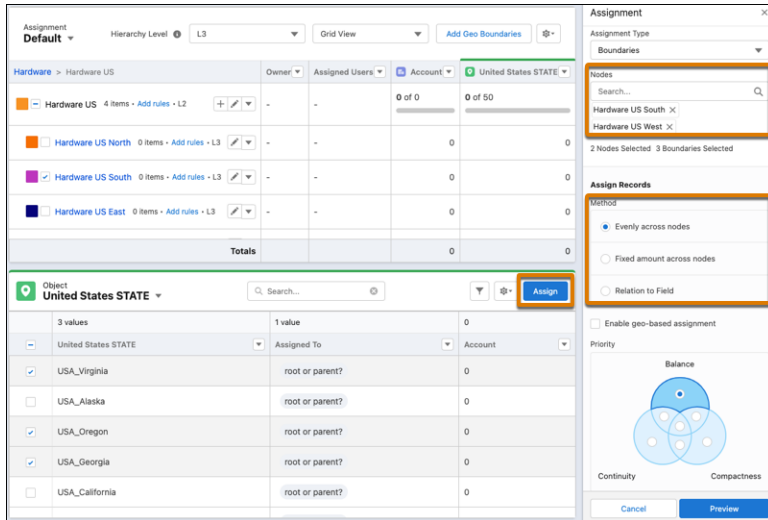 Assignment
Default
Hierarchy Level
L3
Grid View
Add Geo Boundaries
Hardware > Hardware US
Owner
Assigned Users
Account
United States STATE
Hardware US 4 items • Add rules • L2
-
-
0 of 0
0 of 50
Hardware US North 0 items • Add rules • L3
-
-
0
0
Hardware US South 0 items • Add rules • L3
-
-
0
0
Hardware US East 0 items • Add rules • L3
-
-
0
0
Totals
0
0
Object
United States STATE
Search...
Assign
3 values
1 value
0
United States STATE
Assigned To
Account
USA_Virginia
root or parent?
0
USA_Alaska
root or parent?
0
USA_Oregon
root or parent?
0
USA_Georgia
root or parent?
0
USA_California
root or parent?
0
Assignment
Assignment Type
Boundaries
Nodes
Search...
Hardware US South
Hardware US West
2 Nodes Selected 3 Boundaries Selected
Assign Records
Method
Evenly across nodes
Fixed amount across nodes
Relation to Field
Enable geo-based assignment
Priority
Balance
Continuity
Compactness
Cancel
Preview